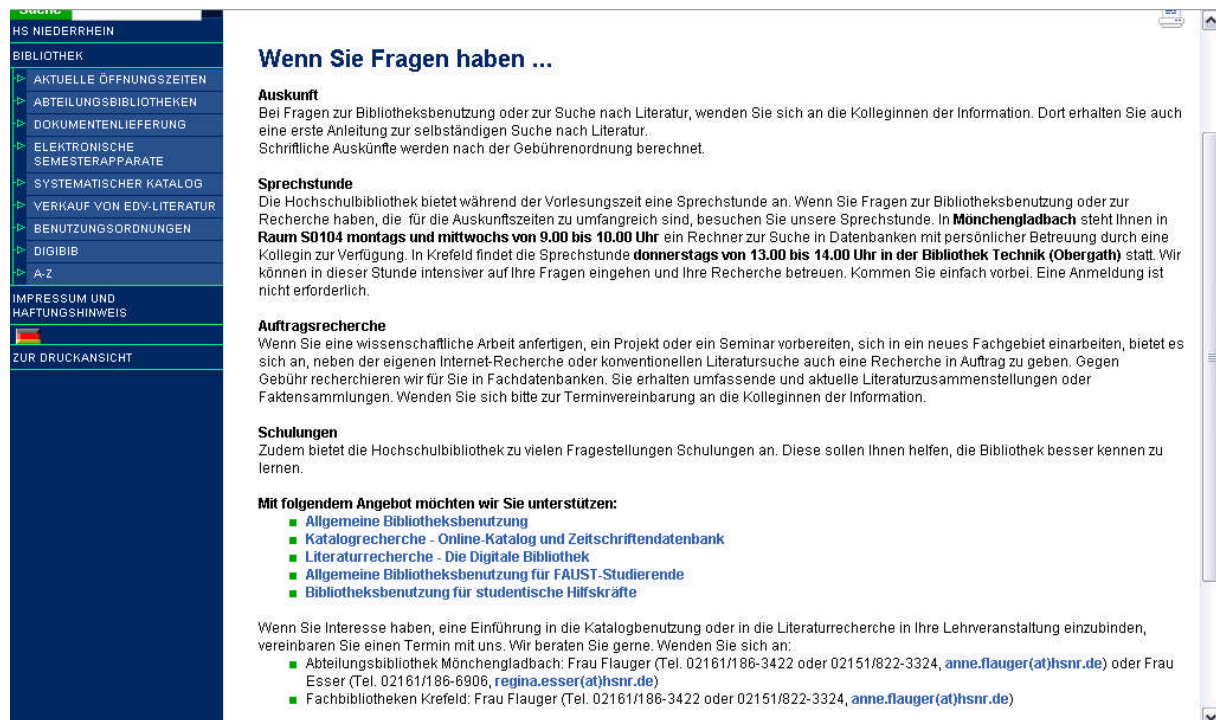 Suche
HS NIEDERRHEIN
BIBLIOTHEK
AKTUELLE ÖFFNUNGSZEITEN
ABTEILUNGSBIBLIOTHEKEN
DOKUMENTENLIEFERUNG
ELEKTRONISCHE
SEMESTERAPPARATE
SYSTEMATISCHER KATALOG
VERKAUF VON EDV-LITERATUR
BENUTZUNGSORDNUNGEN
DIGIBIB
A-Z
IMPRESSUM UND
HAFTUNGSHINWEIS
ZUR DRUCKANSICHT
Wenn Sie Fragen haben ...
Auskunft
Bei Fragen zur Bibliotheksbenutzung oder zur Suche nach Literatur, wenden Sie sich an die Kolleginnen der Information. Dort erhalten Sie auch
eine erste Anleitung zur selbständigen Suche nach Literatur.
Schriftliche Auskünfte werden nach der Gebührenordnung berechnet.
Sprechstunde
Die Hochschulbibliothek bietet während der Vorlesungszeit eine Sprechstunde an. Wenn Sie Fragen zur Bibliotheksbenutzung oder zur
Recherche haben, die für die Auskunftszeiten zu umfangreich sind, besuchen Sie unsere Sprechstunde. In Mönchengladbach steht Ihnen in
Raum S0104 montags und mittwochs von 9.00 bis 10.00 Uhr ein Rechner zur Suche in Datenbanken mit persönlicher Betreuung durch eine
Kollegin zur Verfügung. In Krefeld findet die Sprechstunde donnerstags von 13.00 bis 14.00 Uhr in der Bibliothek Technik (Obergath) statt. Wir
können in dieser Stunde intensiver auf Ihre Fragen eingehen und Ihre Recherche betreuen. Kommen Sie einfach vorbei. Eine Anmeldung ist
nicht erforderlich.
Auftragsrecherche
Wenn Sie eine wissenschaftliche Arbeit anfertigen, ein Projekt oder ein Seminar vorbereiten, sich in ein neues Fachgebiet einarbeiten, bietet es
sich an, neben der eigenen Internet-Recherche oder konventionellen Literatursuche auch eine Recherche in Auftrag zu geben. Gegen
Gebühr recherchieren wir für Sie in Fachdatenbanken. Sie erhalten umfassende und aktuelle Literaturzusammenstellungen oder
Faktensammlungen. Wenden Sie sich bitte zur Terminvereinbarung an die Kolleginnen der Information.
Schulungen
Zudem bietet die Hochschulbibliothek zu vielen Fragestellungen Schulungen an. Diese sollen Ihnen helfen, die Bibliothek besser kennen zu
lernen.
Mit folgendem Angebot möchten wir Sie unterstützen:
Allgemeine Bibliotheksbenutzung
Katalogrecherche - Online-Katalog und Zeitschriftendatenbank
Literaturrecherche - Die Digitale Bibliothek
Allgemeine Bibliotheksbenutzung für FAUST-Studierende
Bibliotheksbenutzung für studentische Hilfskräfte
Wenn Sie Interesse haben, eine Einführung in die Katalogbenutzung oder in die Literaturrecherche in Ihre Lehrveranstaltung einzubinden,
vereinbaren Sie einen Termin mit uns. Wir beraten Sie gerne. Wenden Sie sich an:
Abteilungsbibliothek Mönchengladbach: Frau Flauger (Tel. 02161/186-3422 oder 02151/822-3324, anne.flauger(at)hsnr.de) oder Frau
Esser (Tel. 02161/186-6906, regina.esser(at)hsnr.de)
Fachbibliotheken Krefeld: Frau Flauger (Tel. 02161/186-3422 oder 02151/822-3324, anne.flauger(at)hsnr.de)